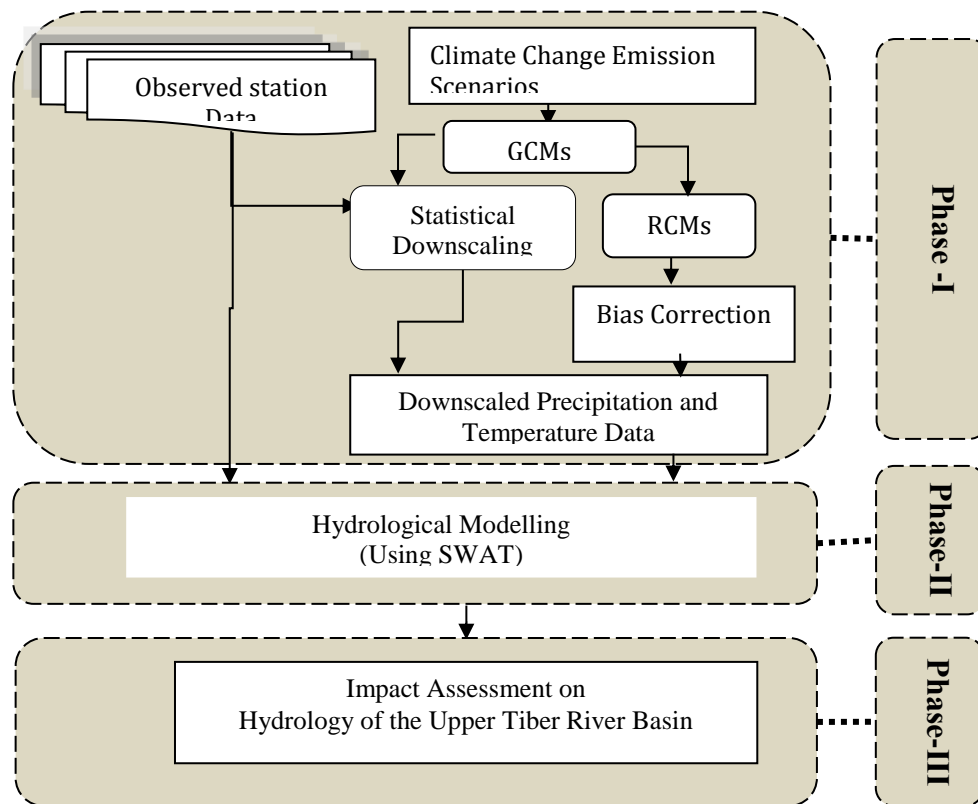 Observed station
Data
Climate Change Emission
Scenarios
GCMs
Statistical
Downscaling
RCMs
Bias Correction
Downscaled Precipitation and
Temperature Data
Phase -I
Hydrological Modelling
(Using SWAT)
Phase-II
Impact Assessment on
Hydrology of the Upper Tiber River Basin
Phase-III